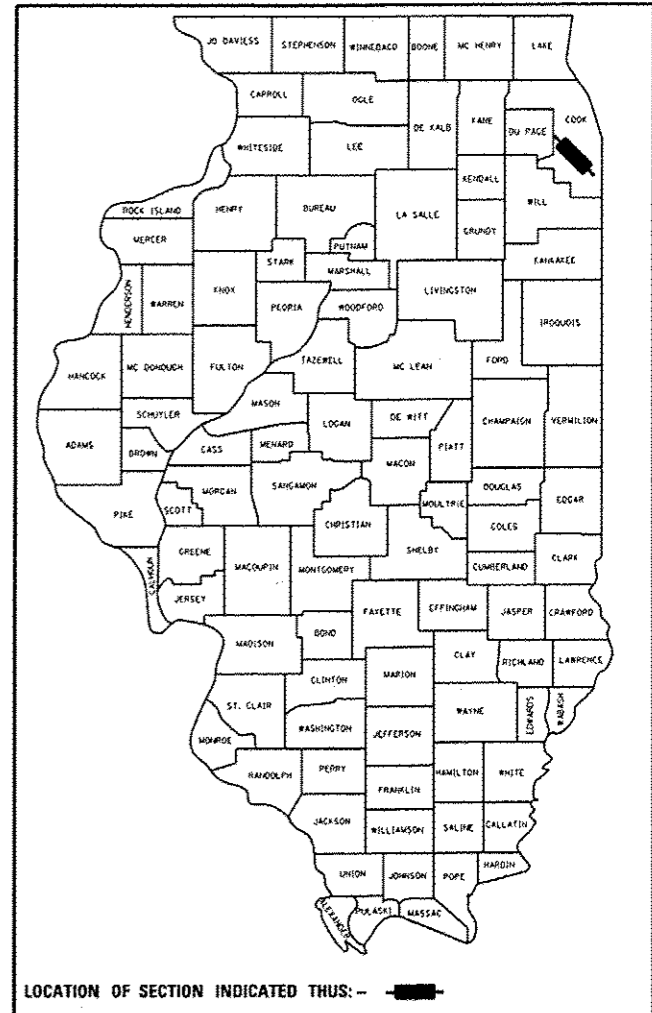 JO DAVIESS STEPHENSON WINNEBAGO BOONE MC HENRY LAKE
CARROLL OGLE DE KALB KANE COOK
DU PAGE
WHITESIDE LEE
KENDALL WILL
ROCK ISLAND HENRY BUREAU LA SALLE GRUNDY
MERCER PUTNAM
STARK MARSHALL KANKAKEE
HENDERSON WARREN KNOX PEORIA WOODFORD LIVINGSTON IROQUOIS
HANCOCK MC DONOUGH FULTON TAZEWELL MC LEAN FORD
SCHUYLER MASON
ADAMS BROWN CASS MENARD LOGAN DE WITT PIATT CHAMPAIGN VERMILION
MACON
PIKE SCOTT MORGAN SANGAMON CHRISTIAN MOULTRIE DOUGLAS EDGAR
COLES
CALHOUN GREENE MACOUPIN MONTGOMERY SHELBY CUMBERLAND CLARK
JERSEY FAYETTE EFFINGHAM JASPER CRAWFORD
MADISON BOND
CLAY RICHLAND LAWRENCE
CLINTON MARION
ST. CLAIR WAYNE EDWARDS WABASH
MONROE WASHINGTON JEFFERSON
RANDOLPH PERRY HAMILTON WHITE
FRANKLIN
JACKSON WILLIAMSON SALINE GALLATIN
UNION JOHNSON POPE HARDIN
ALEXANDER PULASKI MASSAC
LOCATION OF SECTION INDICATED THUS: -